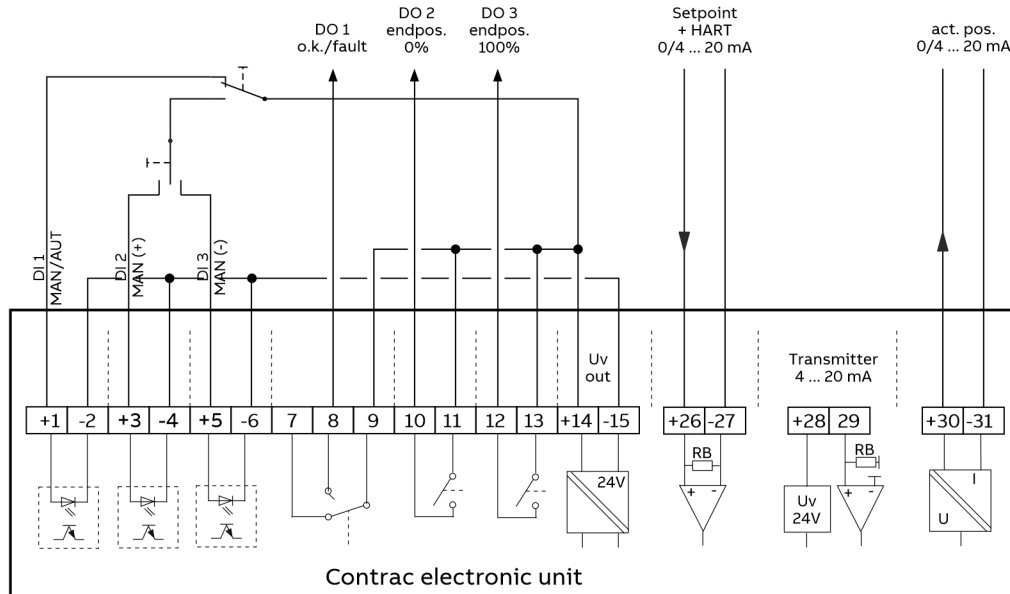 DO 1
o.k./fault
DO 2
endpos.
0%
DO 3
endpos.
100%
Setpoint
+ HART
0/4 ... 20 mA
act. pos.
0/4 ... 20 mA
DI 1
MAN/AUT
DI 2
MAN (+)
DI 3
MAN (-)
Uv
out
Transmitter
4 ... 20 mA
+1 -2 +3 -4 +5 -6 7 8 9 10 11 12 13 +14 -15 +26 -27 +28 29 +30 -31
RB
RB
24V
+ -
Uv
24V
+ -
I
U
Contrac electronic unit